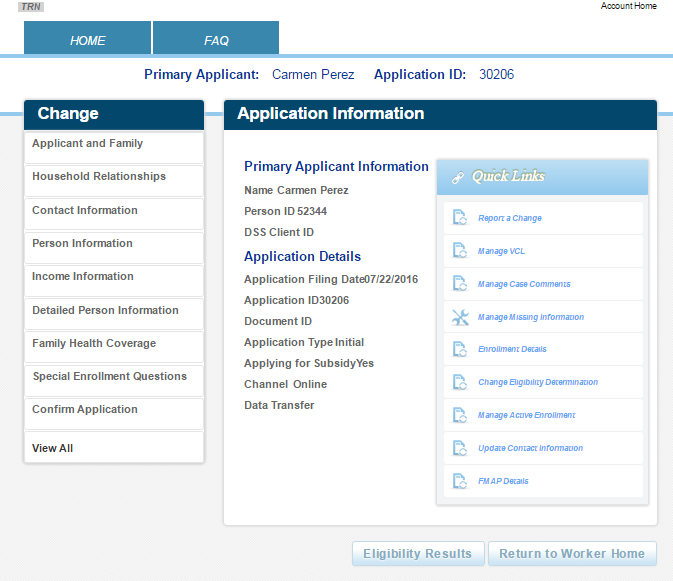 TRN
Account Home
HOME
FAQ
Primary Applicant: Carmen Perez Application ID: 30206
Change
Applicant and Family
Household Relationships
Contact Information
Person Information
Income Information
Detailed Person Information
Family Health Coverage
Special Enrollment Questions
Confirm Application
View All
Application Information
Primary Applicant Information
Name Carmen Perez
Person ID 52344
DSS Client ID
Application Details
Application Filing Date07/22/2016
Application ID30206
Document ID
Application Type Initial
Applying for SubsidyYes
Channel Online
Data Transfer
Quick Links
Report a Change
Manage VCL
Manage Case Comments
Manage Missing Information
Enrollment Details
Change Eligibility Determination
Manage Active Enrollment
Update Contact Information
FMAP Details
Eligibility Results
Return to Worker Home